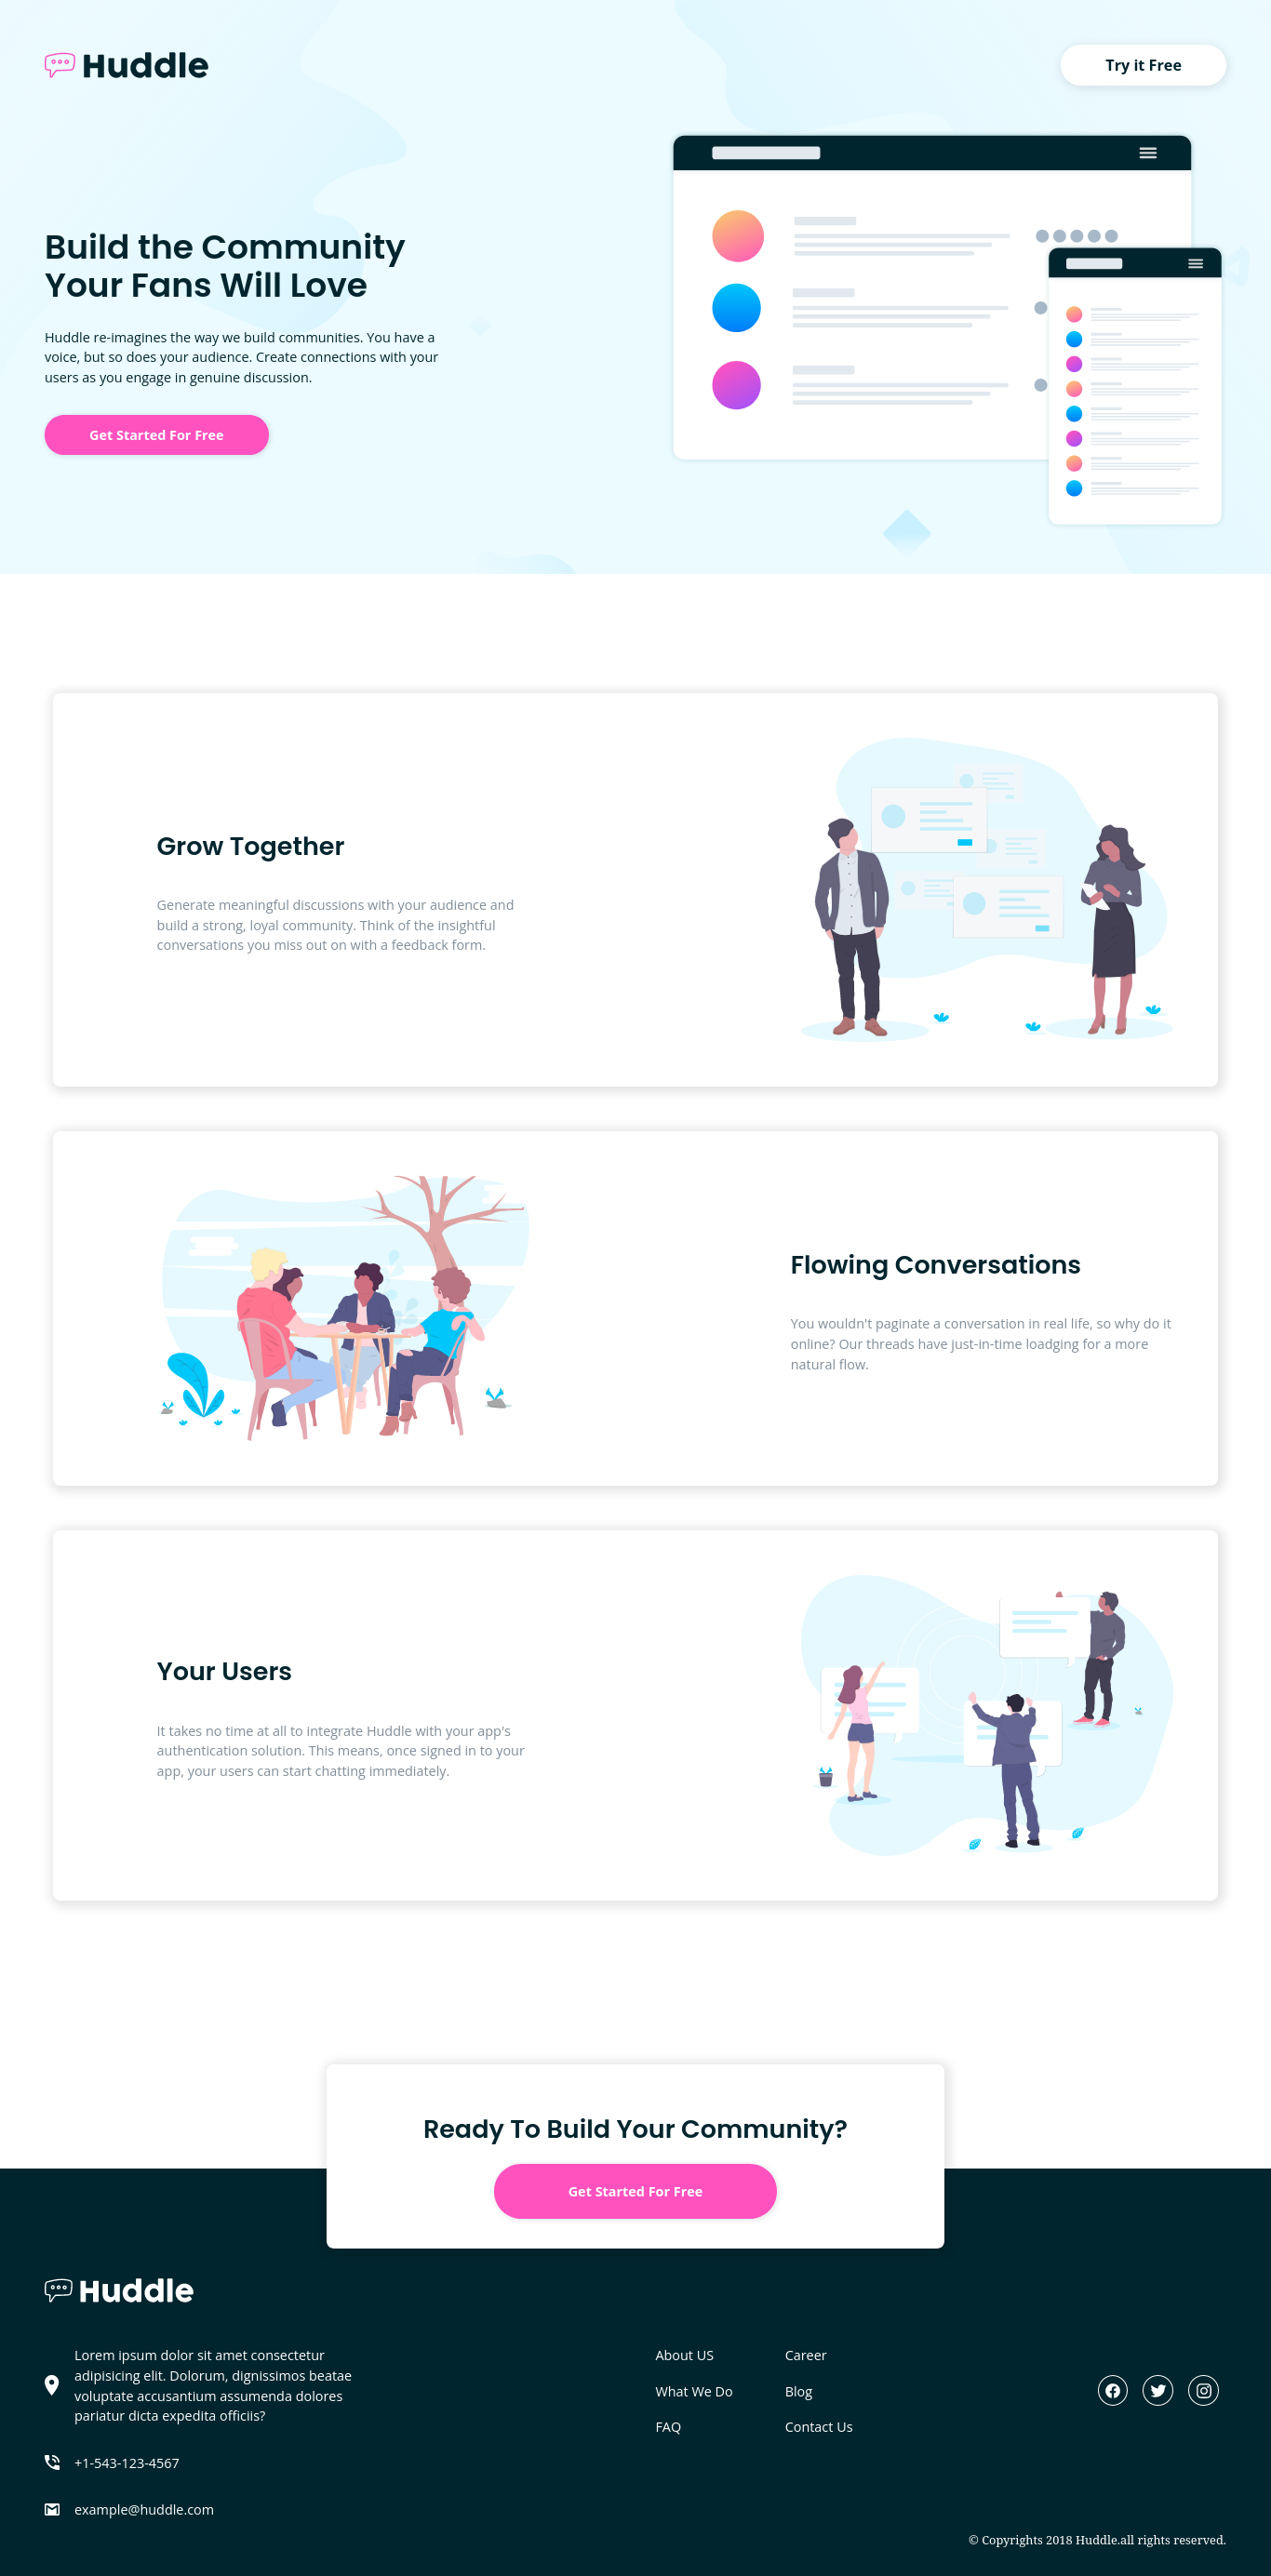 Huddle
Try it Free
Build the Community
Your Fans Will Love
Huddle re-imagines the way we build communities. You have a
voice, but so does your audience. Create connections with your
users as you engage in genuine discussion.
Get Started For Free
Grow Together
Generate meaningful discussions with your audience and
build a strong, loyal community. Think of the insightful
conversations you miss out on with a feedback form.
Flowing Conversations
You wouldn't paginate a conversation in real life, so why do it
online? Our threads have just-in-time loadging for a more
natural flow.
Your Users
It takes no time at all to integrate Huddle with your app's
authentication solution. This means, once signed in to your
app, your users can start chatting immediately.
Ready To Build Your Community?
Get Started For Free
Huddle
Lorem ipsum dolor sit amet consectetur
adipisicing elit. Dolorum, dignissimos beatae
voluptate accusantium assumenda dolores
pariatur dicta expedita officiis?
+1-543-123-4567
example@huddle.com
About US
What We Do
FAQ
Career
Blog
Contact Us
© Copyrights 2018 Huddle.all rights reserved.